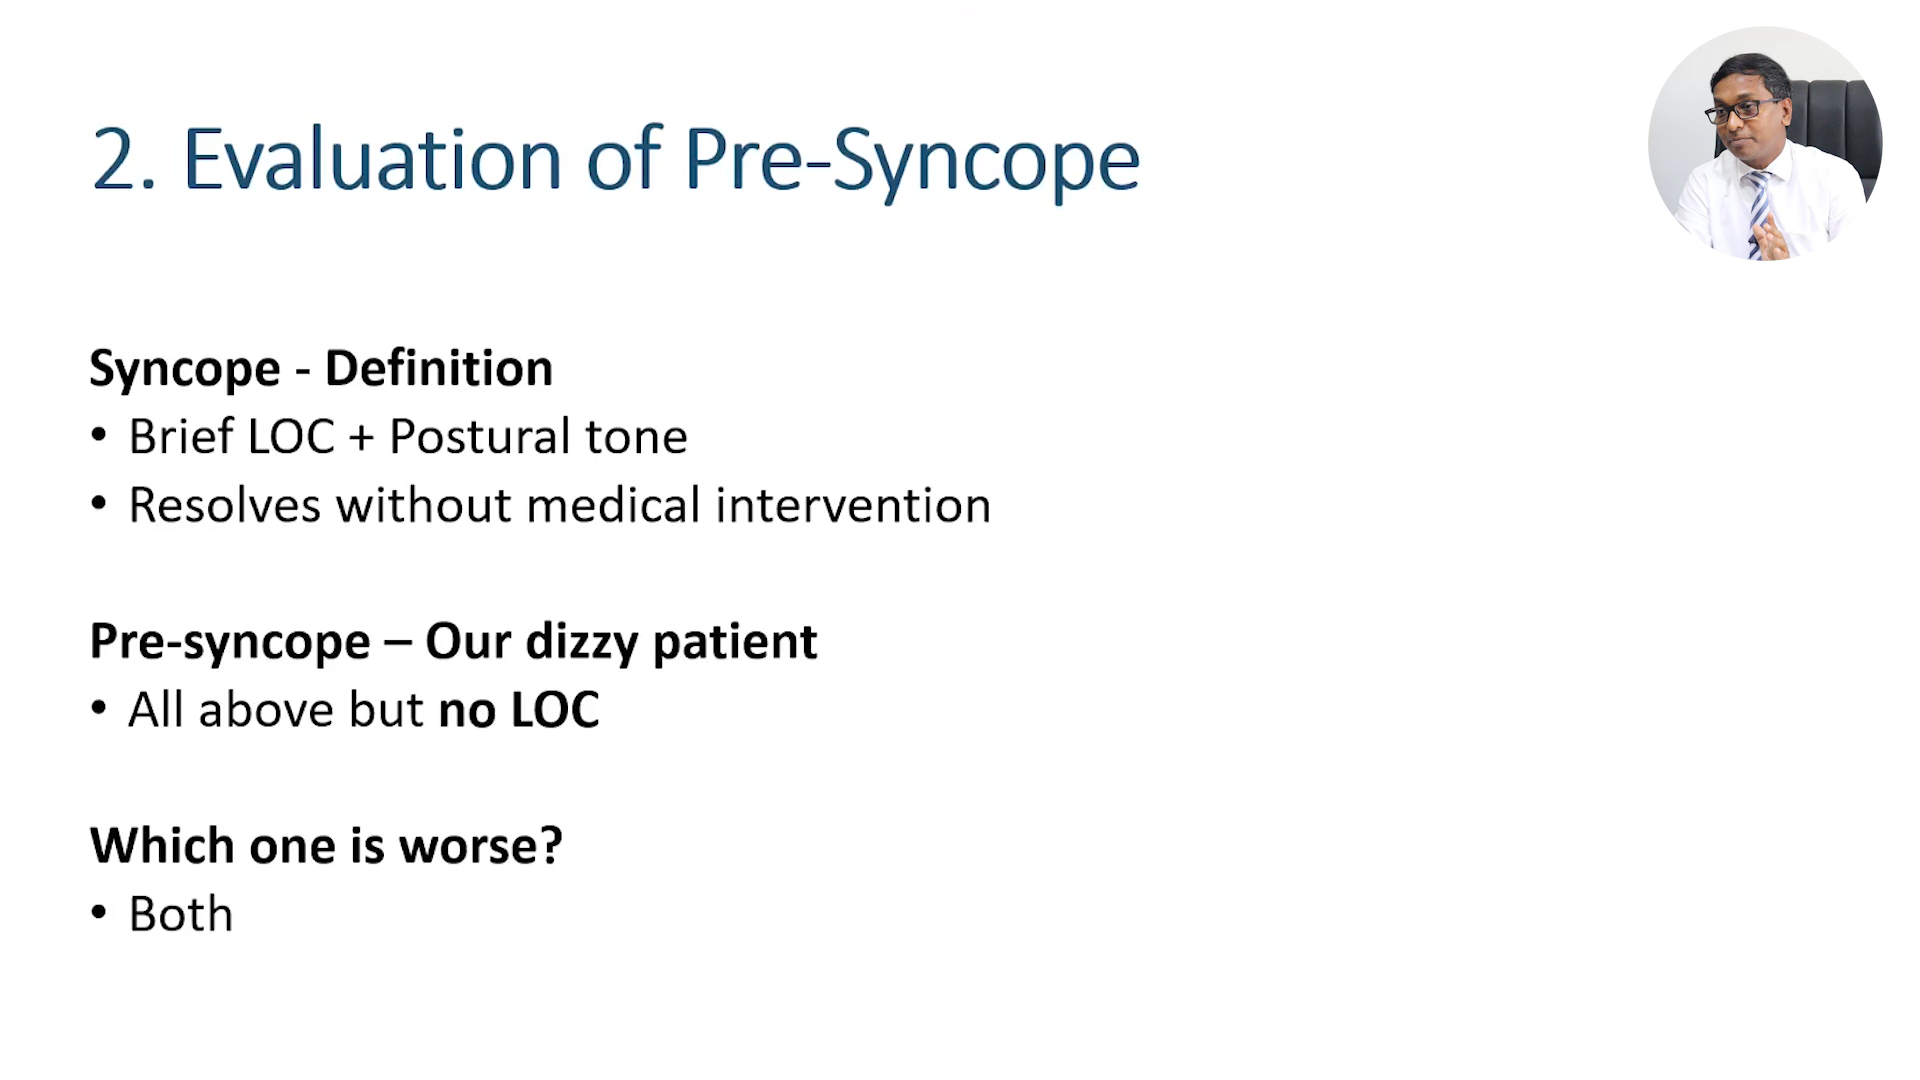 2. Evaluation of Pre-Syncope
Syncope - Definition
• Brief LOC + Postural tone
• Resolves without medical intervention
Pre-syncope – Our dizzy patient
• All above but no LOC
Which one is worse?
• Both